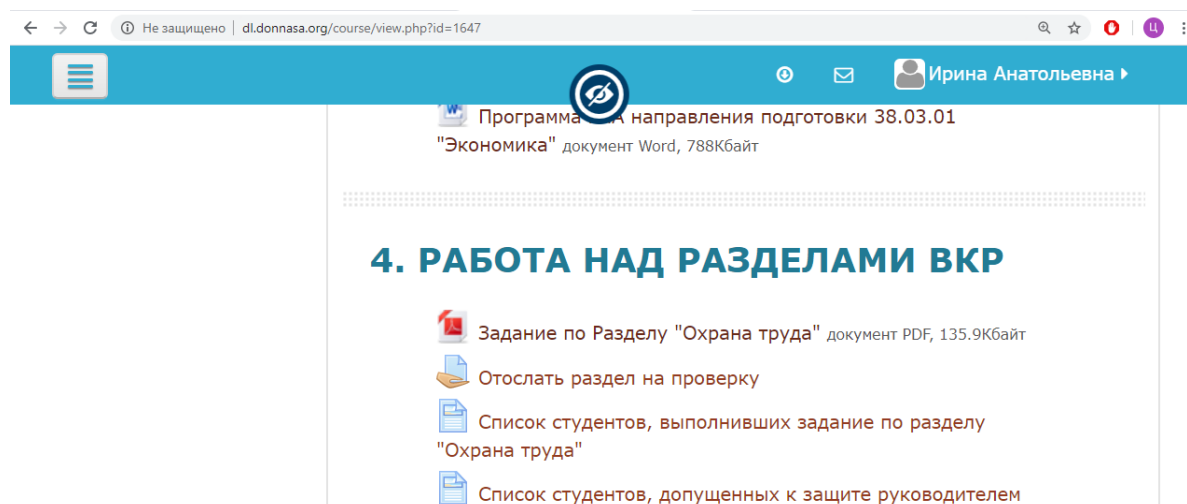 Не защищено | dl.donnasa.org/course/view.php?id=1647
Ц
Ирина Анатольевна
Программа направления подготовки 38.03.01
"Экономика" документ Word, 788Кбайт
4. РАБОТА НАД РАЗДЕЛАМИ ВКР
Задание по Разделу "Охрана труда" документ PDF, 135.9Кбайт
Отослать раздел на проверку
Список студентов, выполнивших задание по разделу
"Охрана труда"
Список студентов, допущенных к защите руководителем